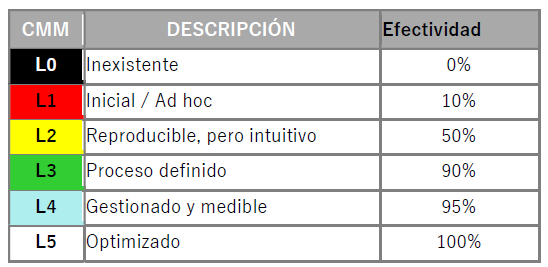 CMM DESCRIPCIÓN Efectividad
L0 Inexistente 0%
L1 Inicial / Ad hoc 10%
L2 Reproducible, pero intuitivo 50%
L3 Proceso definido 90%
L4 Gestionado y medible 95%
L5 Optimizado 100%